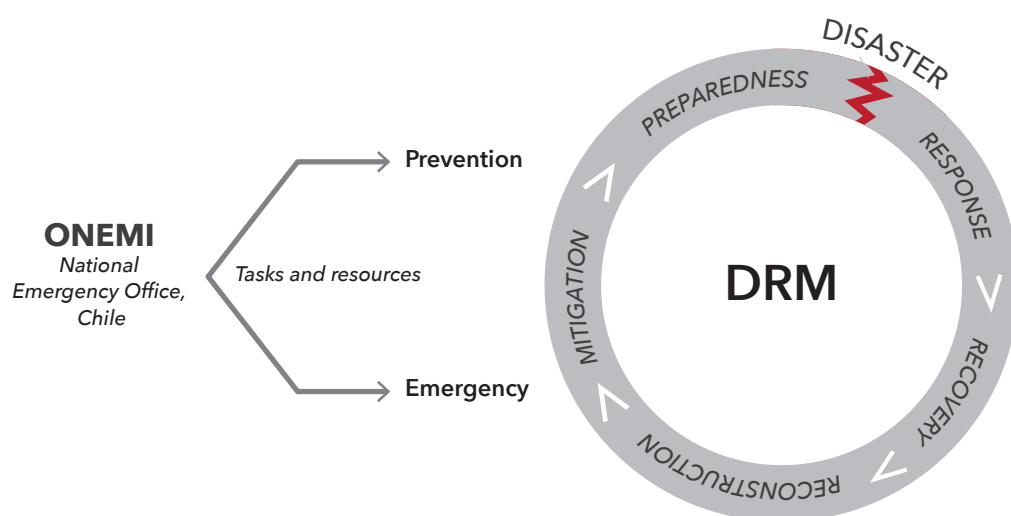 ONEMI
National
Emergency Office,
Chile
Tasks and resources
Prevention
Emergency
DISASTER
PREPAREDNESS
RESPONSE
RECOVERY
RECONSTRUCTION
MITIGATION
DRM